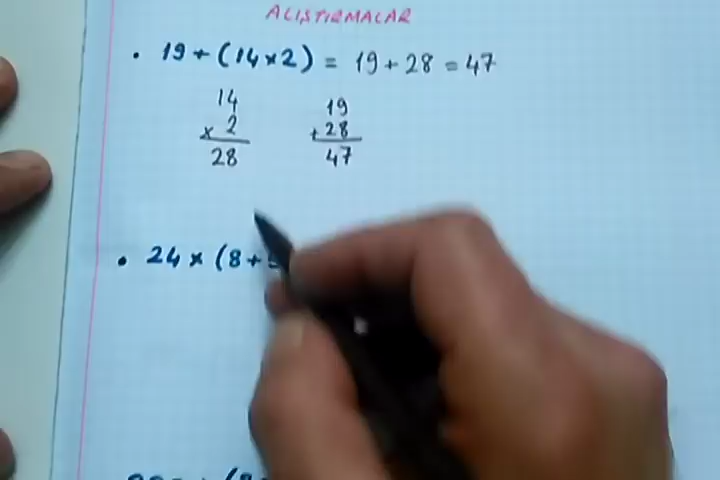 ALIŞTIRMALAR
• 19 + (14 x 2) = 19 + 28 = 47
14
x 2
28
19
+ 28
47
• 24 x (8 +